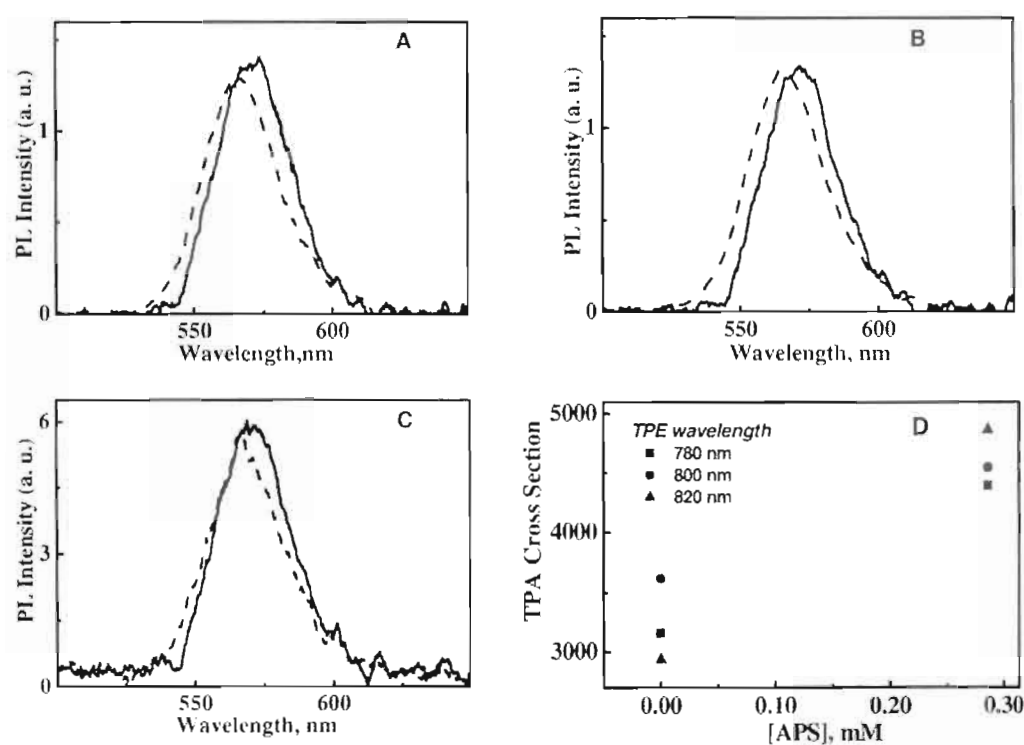 A
PL Intensity (a. u.)
1
0
550
600
Wavelength,nm
B
PL Intensity (a. u.)
1
0
550
600
Wavelength, nm
C
PL Intensity (a. u.)
6
3
0
550
600
Wavelength, nm
D
TPA Cross Section
5000
4000
3000
TPE wavelength
780 nm
800 nm
820 nm
0.00
0.10
0.20
0.30
[APS], mM